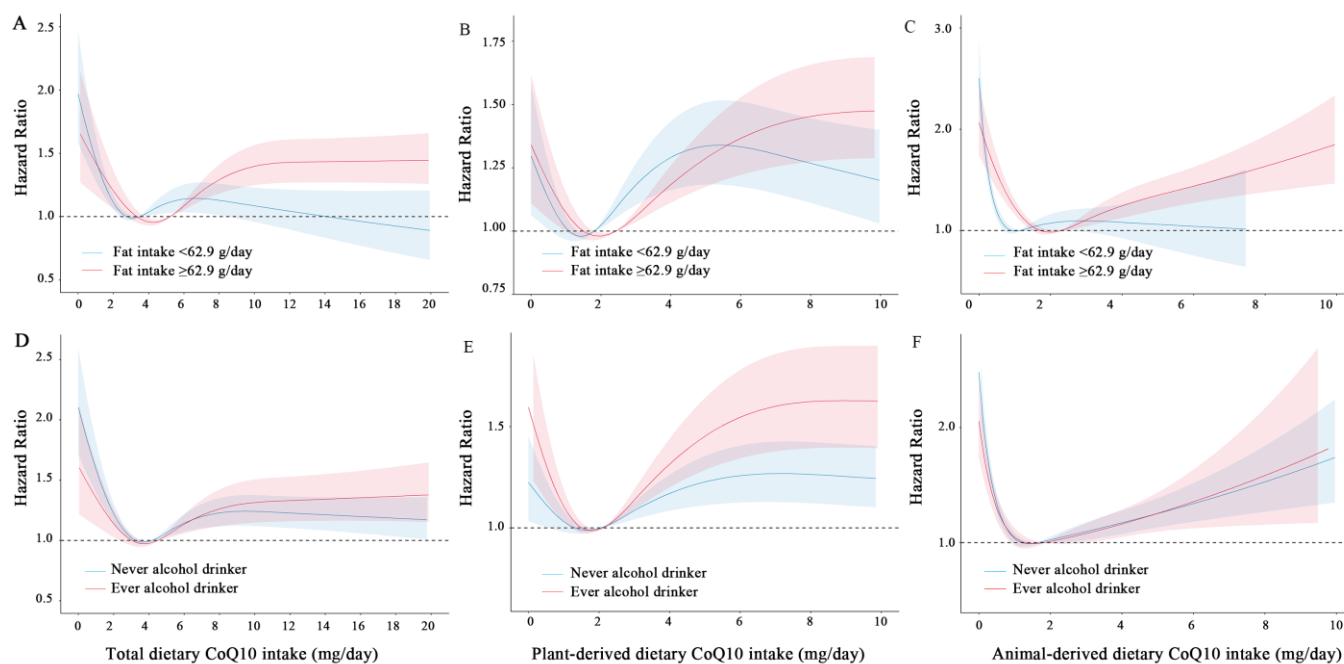 A
2.5
2.0
1.5
1.0
0.5
Hazard Ratio
Fat intake <62.9 g/day
Fat intake ≥62.9 g/day
0 2 4 6 8 10 12 14 16 18 20
B
1.75
1.50
1.25
1.00
0.75
Hazard Ratio
Fat intake <62.9 g/day
Fat intake ≥62.9 g/day
0 2 4 6 8 10
C
3.0
2.0
1.0
Hazard Ratio
Fat intake <62.9 g/day
Fat intake ≥62.9 g/day
0 2 4 6 8 10
D
2.5
2.0
1.5
1.0
0.5
Hazard Ratio
Never alcohol drinker
Ever alcohol drinker
0 2 4 6 8 10 12 14 16 18 20
Total dietary CoQ10 intake (mg/day)
E
1.5
1.0
Hazard Ratio
Never alcohol drinker
Ever alcohol drinker
0 2 4 6 8 10
Plant-derived dietary CoQ10 intake (mg/day)
F
2.0
1.0
Hazard Ratio
Never alcohol drinker
Ever alcohol drinker
0 2 4 6 8 10
Animal-derived dietary CoQ10 intake (mg/day)